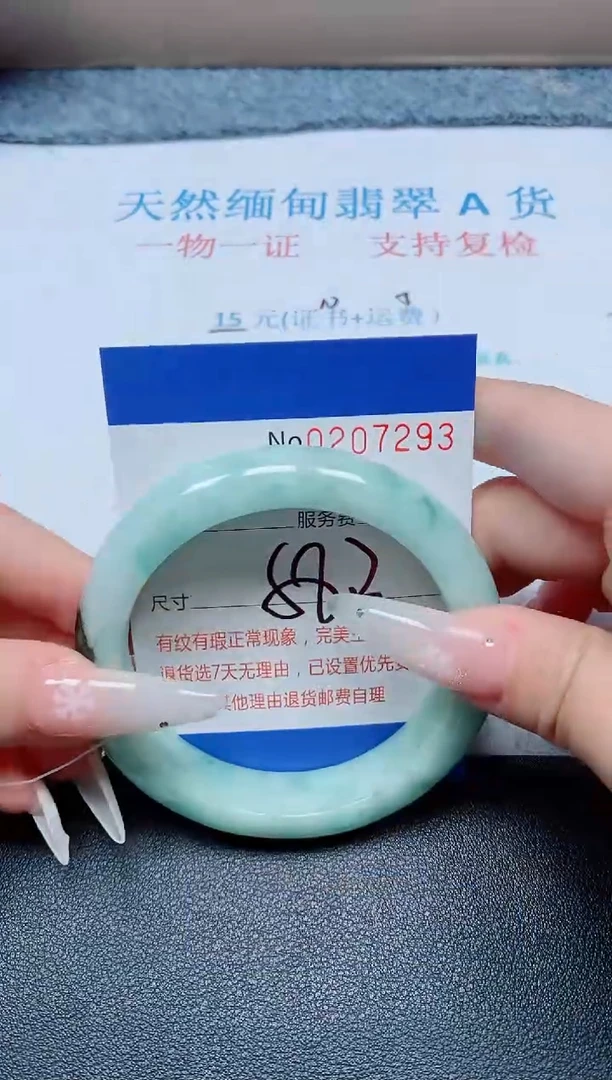 天然缅甸翡翠 A 货
一物一证 支持复检
15 元(证书+运费)
No0207293
服务费
尺寸
有纹有瑕正常现象，完美
退货选7天无理由，已设置优先
其他理由退货邮费自理